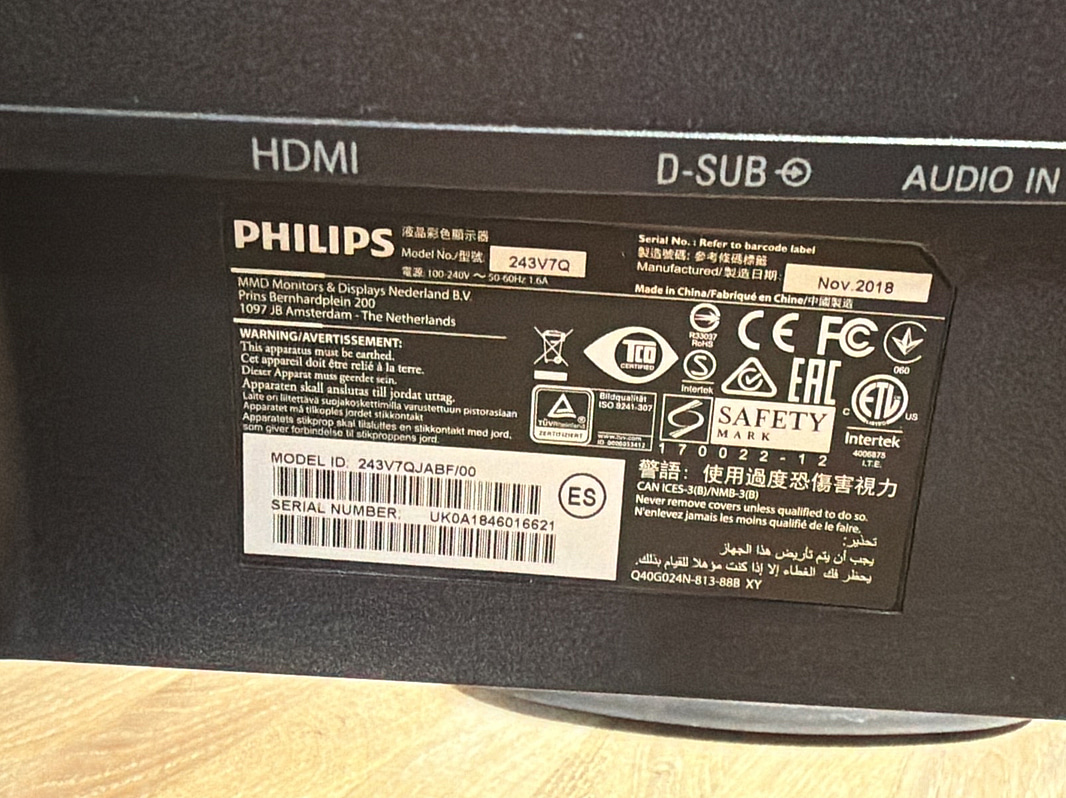 HDMI
D-SUB
AUDIO IN
PHILIPS
液晶彩色顯示器
Model No./型號: 243V7Q
電源: 100-240V ～ 50-60Hz 1.6A
Serial No. : Refer to barcode label
製造號碼: 參考條碼標籤
Manufactured/製造日期: Nov.2018
Made in China/Fabriqué en Chine/中國製造
MMD Monitors & Displays Nederland B.V.
Prins Bernhardplein 200
1097 JB Amsterdam - The Netherlands
WARNING/AVERTISSEMENT:
This apparatus must be earthed.
Cet appareil doit être relié à la terre.
Dieser Apparat muss geerdet sein.
Apparaten skall anslutas till jordat uttag.
Laite on liitettävä suojakoskettimilla varustettuun pistorasiaan
Apparatet må tilkoples jordet stikkontakt
Apparatets stikprop skal tilsluttes en stikkontakt med jord,
som giver forbindelse til stikproppens jord.
TCO
CERTIFIED
R33037
RoHS
CE
FC
060
S
Intertek
EAC
TÜVRheinland
ZERTIFIZIERT
Bildqualität
ISO 9241-307
www.tuv.com
SAFETY
MARK
170022-12
C ETL US
Intertek
4006875
I.T.E.
MODEL ID: 243V7QJABF/00
ES
SERIAL NUMBER: UK0A1846016621
警語: 使用過度恐傷害視力
CAN ICES-3(B)/NMB-3(B)
Never remove covers unless qualified to do so.
N'enlevez jamais les moins qualifié de le faire.
تحذير:
يجب أن يتم تأريض هذا الجهاز
يحظر فك الغطاء إلا إذا كنت مؤهلا للقيام بذلك.
Q40G024N-813-88B XY